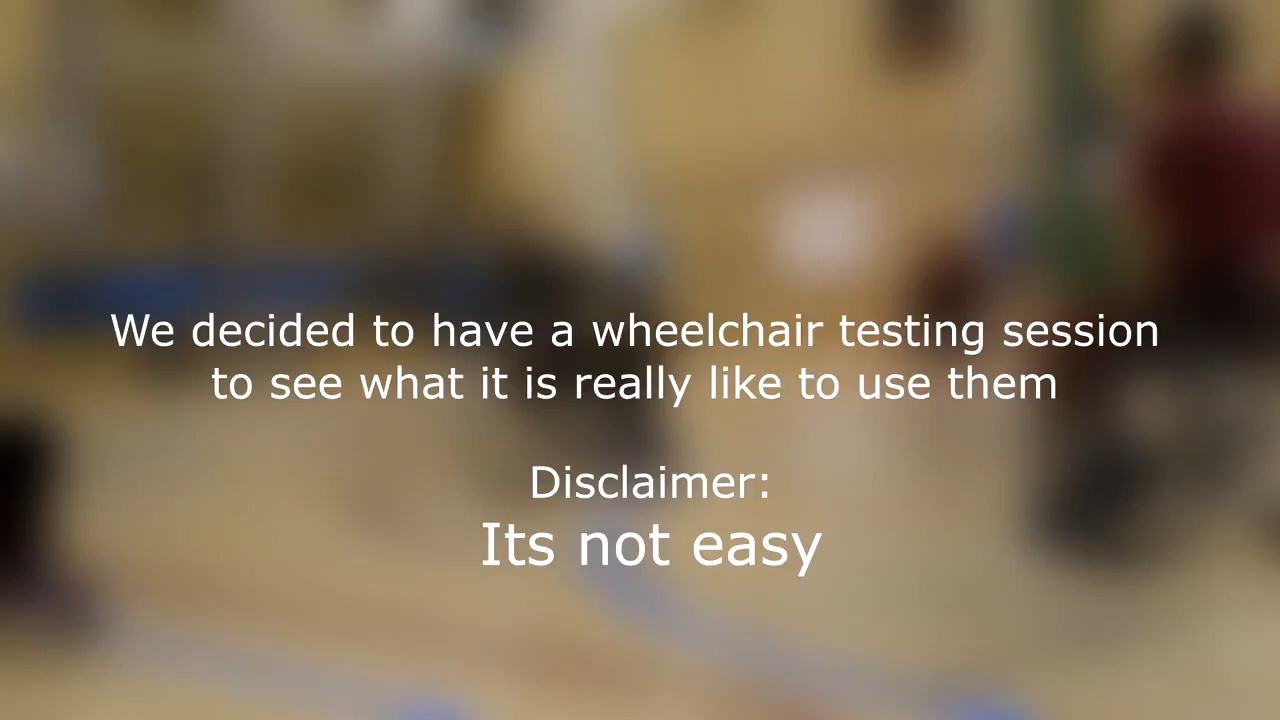 We decided to have a wheelchair testing session
to see what it is really like to use them
Disclaimer:
Its not easy